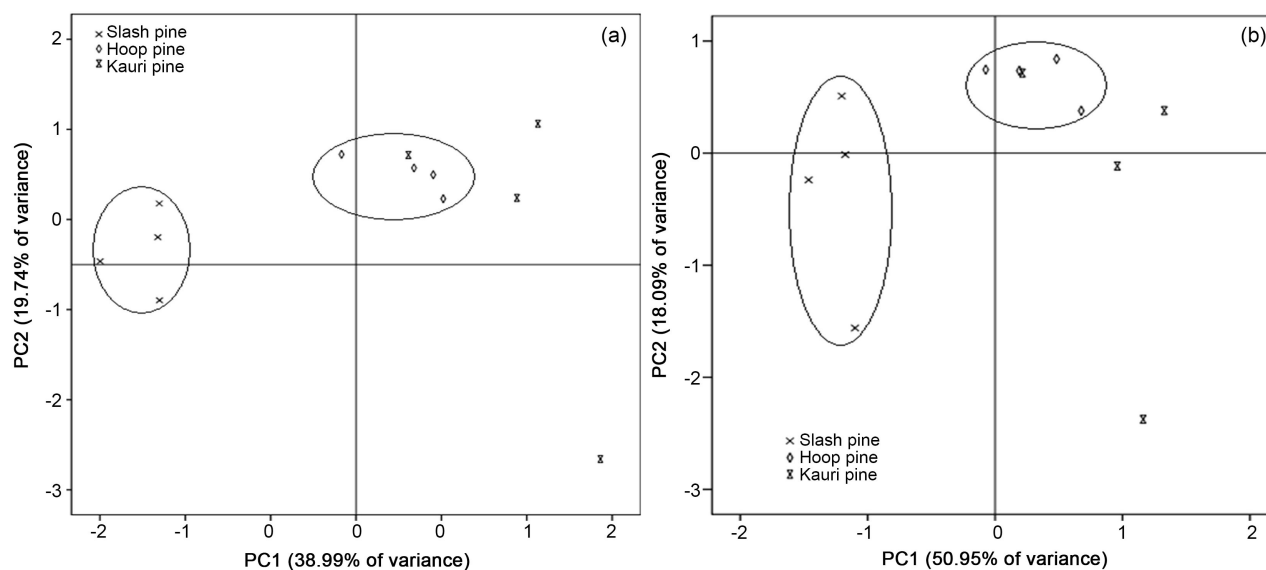 (a)
Slash pine
Hoop pine
Kauri pine
2
1
0
-1
-2
-3
PC2 (19.74% of variance)
-2 -1 0 0 0 1 2
PC1 (38.99% of variance)
(b)
1
0
-1
-2
-3
PC2 (18.09% of variance)
Slash pine
Hoop pine
Kauri pine
-2 -1 0 1 2
PC1 (50.95% of variance)